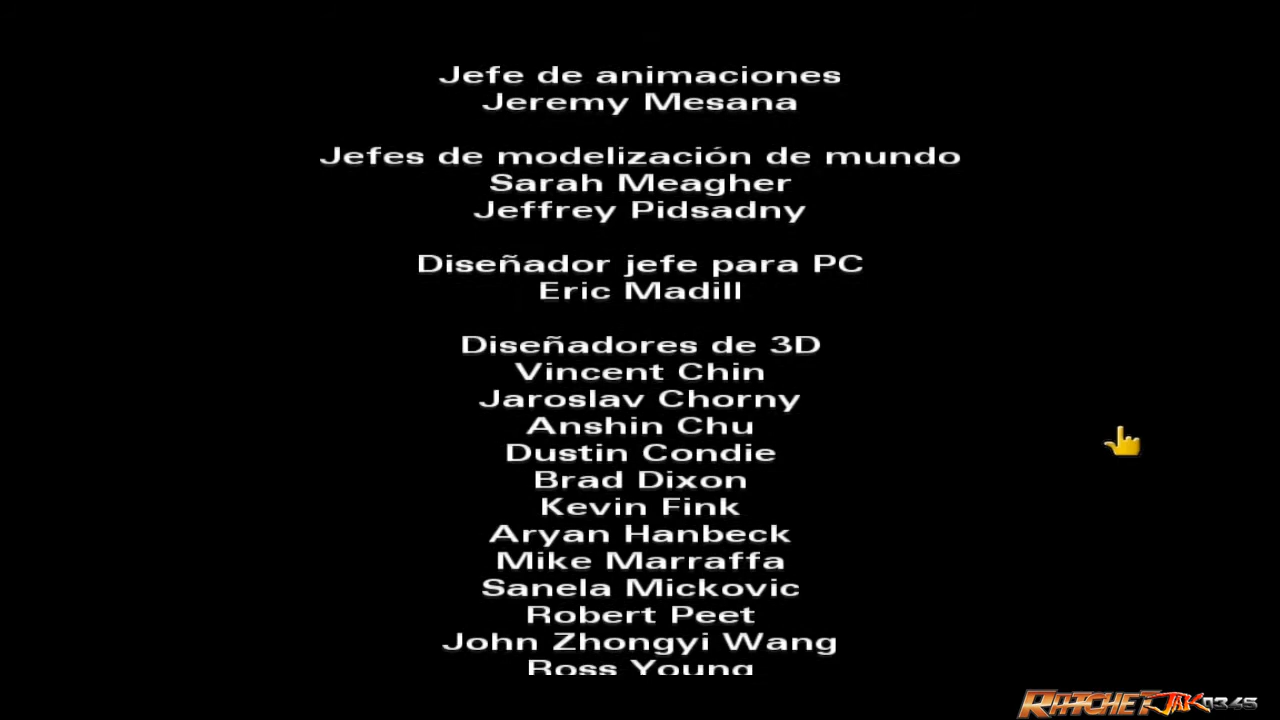 Jefe de animaciones
Jeremy Mesana
Jefes de modelización de mundo
Sarah Meagher
Jeffrey Pidsadny
Diseñador jefe para PC
Eric Madill
Diseñadores de 3D
Vincent Chin
Jaroslav Chorny
Anshin Chu
Dustin Condie
Brad Dixon
Kevin Fink
Aryan Hanbeck
Mike Marraffa
Sanela Mickovic
Robert Peet
John Zhongyi Wang
Ross Young
RATCHETJAK0345